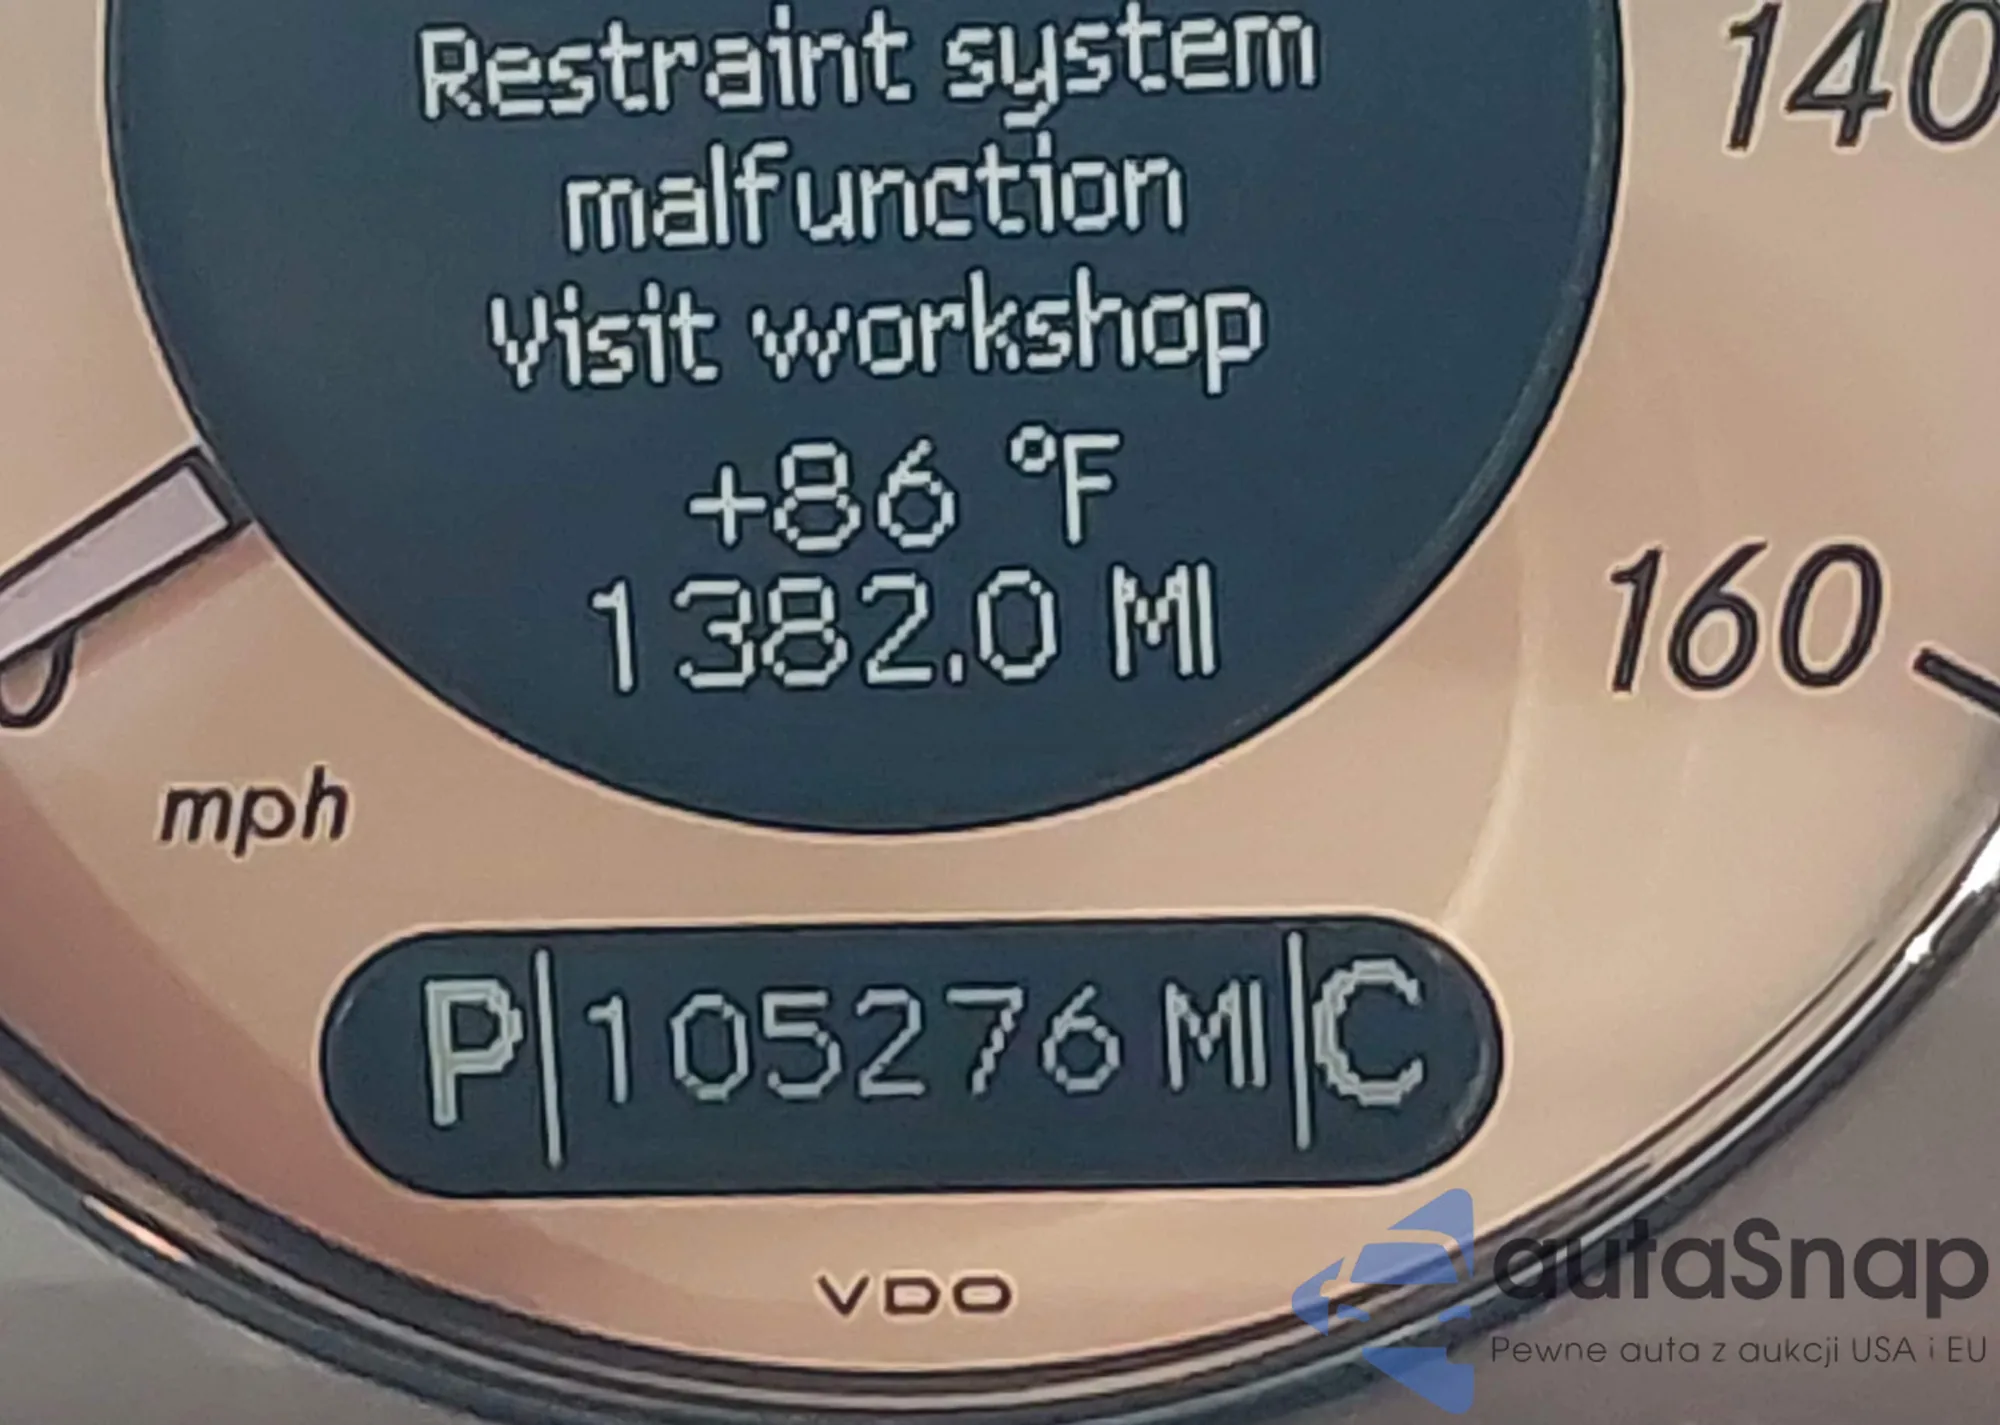 Restraint system
malfunction
Visit workshop
+86 °F
1382.0 MI
140
160
0
mph
P|105276 MI|C
VDO
autaSnap
Pewne auta z aukcji USA i EU